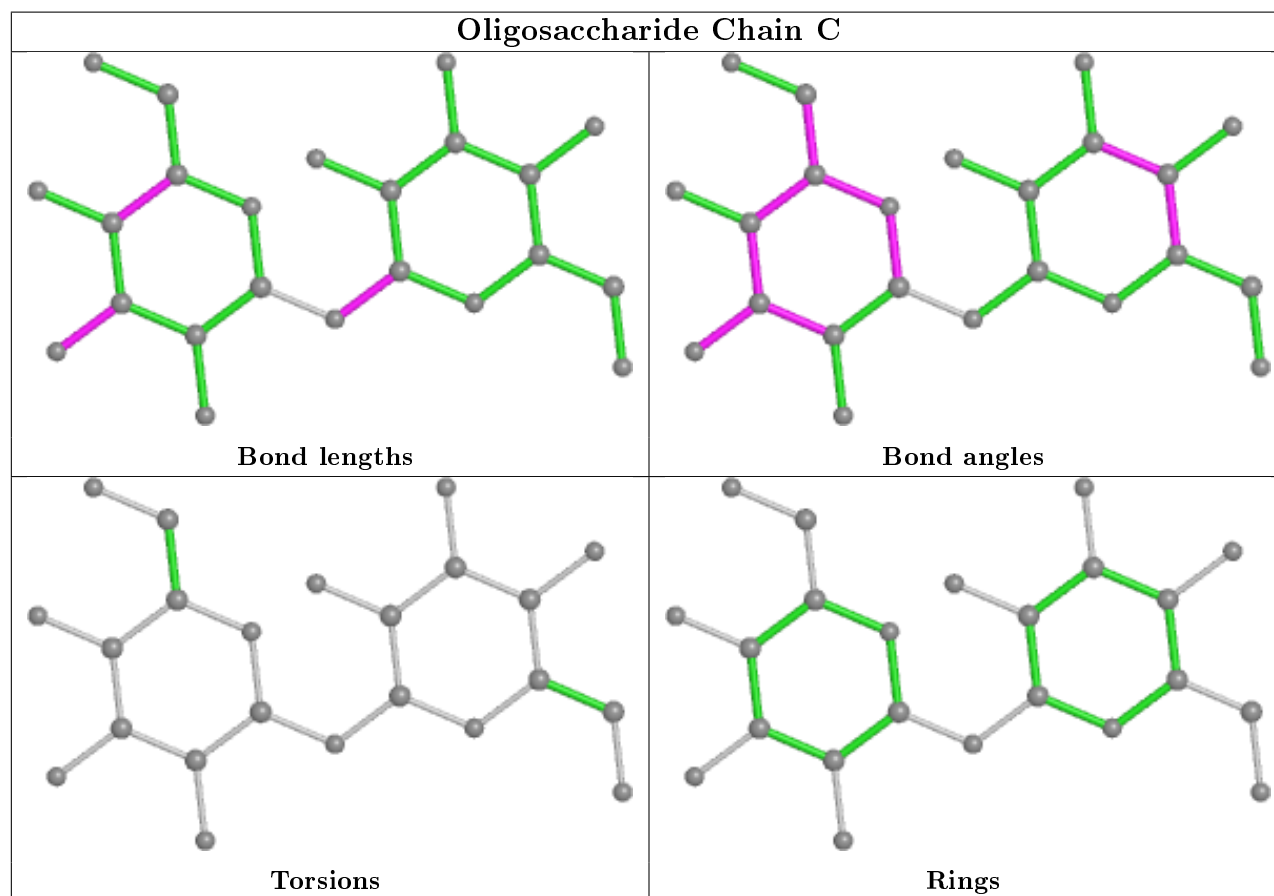 Oligosaccharide Chain C
Bond lengths
Bond angles
Torsions
Rings